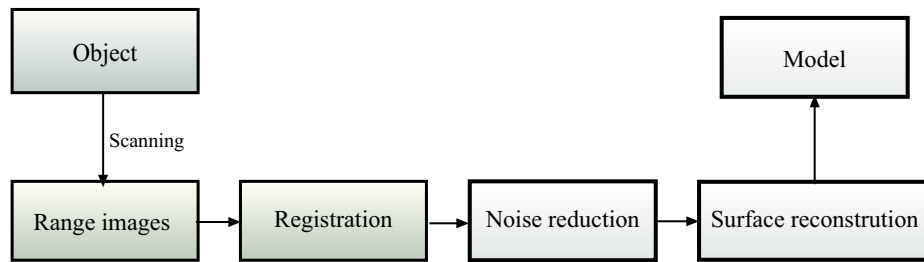 Object
Model
Scanning
Range images
Registration
Noise reduction
Surface reconstrution